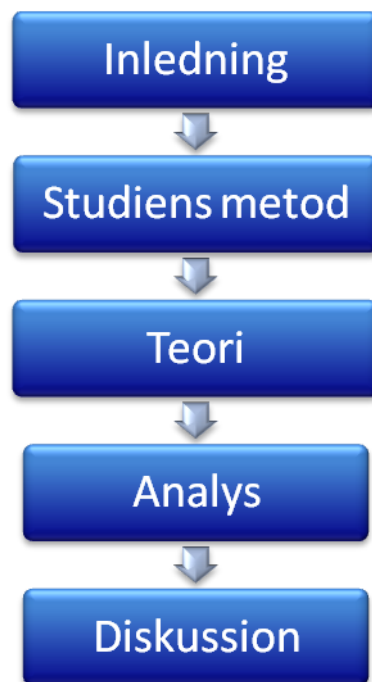 Inledning
Studiens metod
Teori
Analys
Diskussion